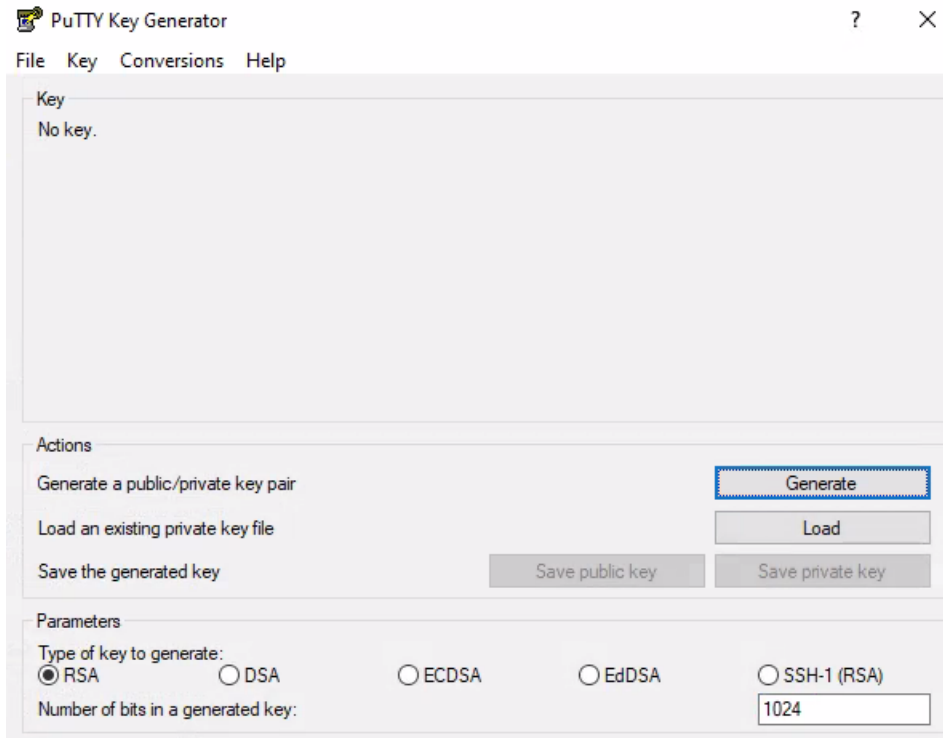 PuTTY Key Generator ?
File Key Conversions Help
Key
No key.
Actions
Generate a public/private key pair Generate
Load an existing private key file Load
Save the generated key Save public key Save private key
Parameters
Type of key to generate:
RSA DSA ECDSA EdDSA SSH-1 (RSA)
Number of bits in a generated key: 1024